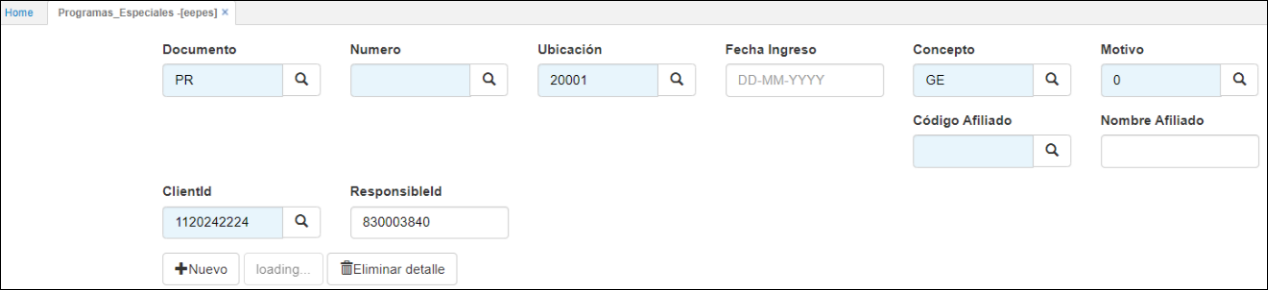 Home Programas_Especiales -[eepes] ×
Documento Numero Ubicación Fecha Ingreso Concepto Motivo
PR 20001 DD-MM-YYYY GE 0
Código Afiliado Nombre Afiliado
ClientId ResponsibleId
1120242224 830003840
Nuevo loading... Eliminar detalle